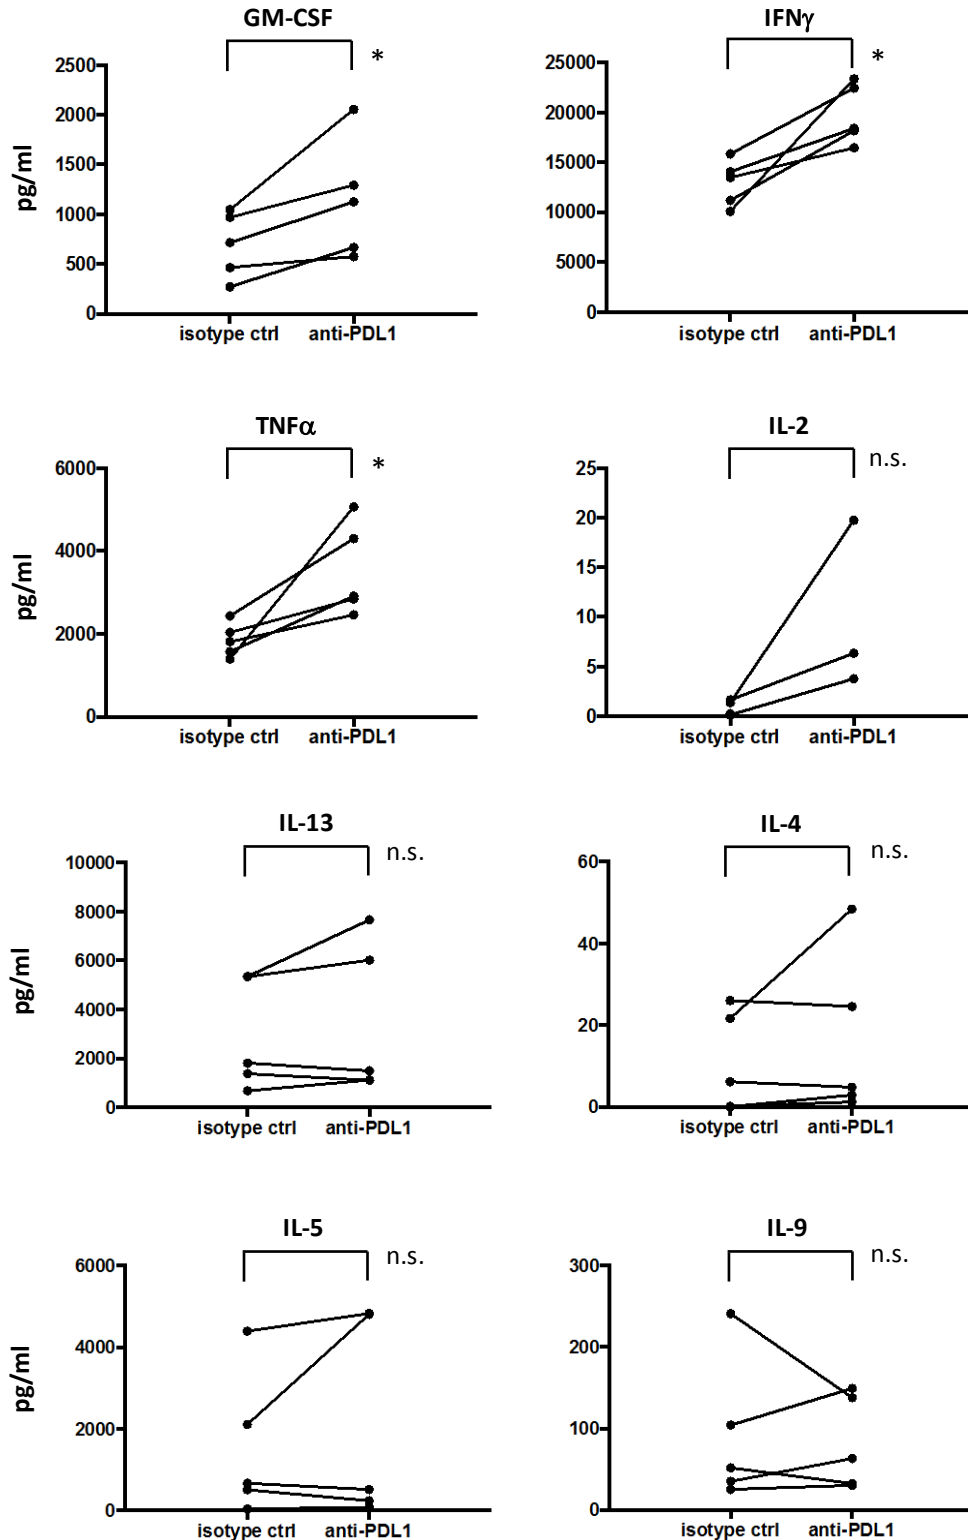 GM-CSF
*
2500
2000
1500
1000
500
0
pg/ml
isotype ctrl anti-PDL1
IFNγ
*
25000
20000
15000
10000
5000
0
isotype ctrl anti-PDL1
TNFα
*
6000
4000
2000
0
pg/ml
isotype ctrl anti-PDL1
IL-2
n.s.
25
20
15
10
5
0
isotype ctrl anti-PDL1
IL-13
n.s.
10000
8000
6000
4000
2000
0
pg/ml
isotype ctrl anti-PDL1
IL-4
n.s.
60
40
20
0
isotype ctrl anti-PDL1
IL-5
n.s.
6000
4000
2000
0
pg/ml
isotype ctrl anti-PDL1
IL-9
n.s.
300
200
100
0
isotype ctrl anti-PDL1